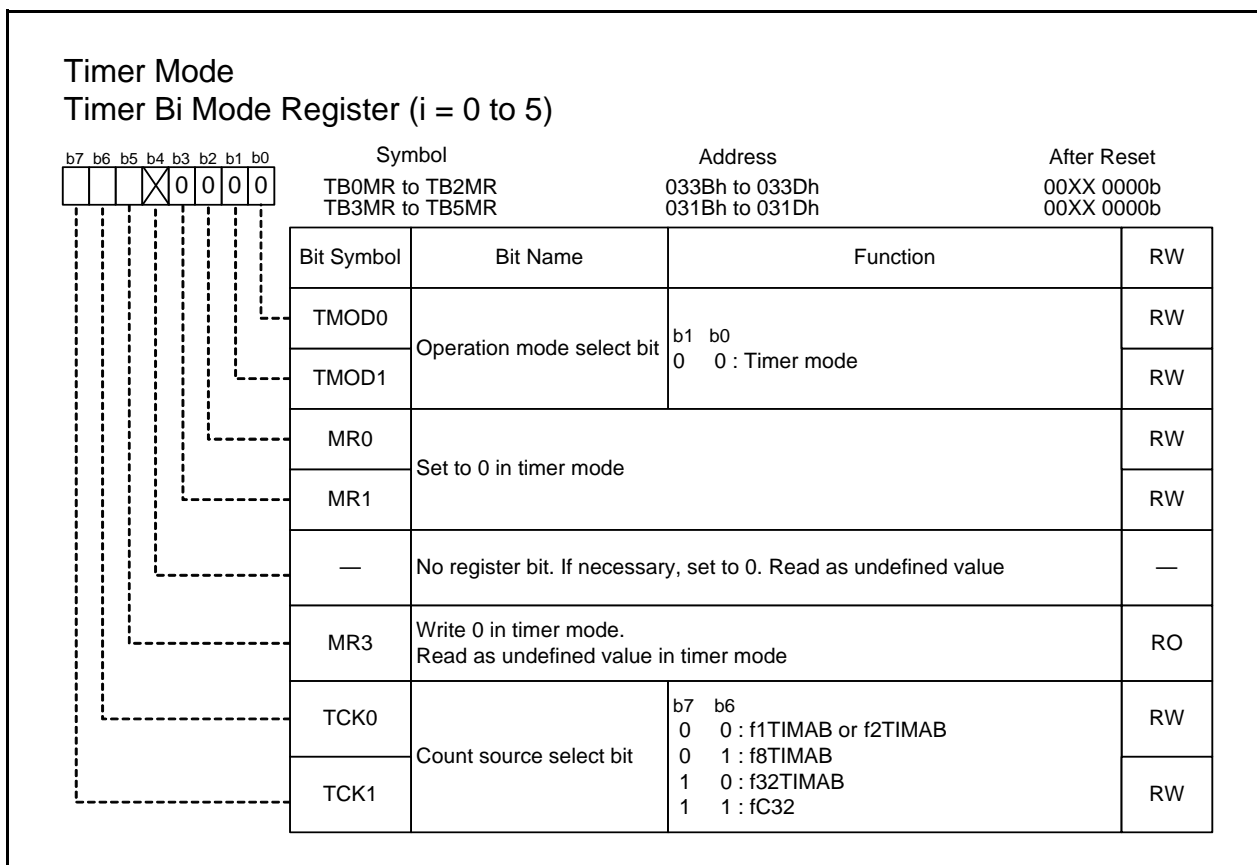 Timer Mode
Timer Bi Mode Register (i = 0 to 5)
b7 b6 b5 b4 b3 b2 b1 b0
0 0 0 0
Symbol Address After Reset
TB0MR to TB2MR 033Bh to 033Dh 00XX 0000b
TB3MR to TB5MR 031Bh to 031Dh 00XX 0000b
Bit Symbol Bit Name Function RW
TMOD0 RW
Operation mode select bit
b1 b0
0 0 : Timer mode
TMOD1 RW
MR0 RW
Set to 0 in timer mode
MR1 RW
— No register bit. If necessary, set to 0. Read as undefined value —
MR3
Write 0 in timer mode.
Read as undefined value in timer mode
RO
TCK0 RW
Count source select bit
b7 b6
0 0 : f1TIMAB or f2TIMAB
0 1 : f8TIMAB
1 0 : f32TIMAB
1 1 : fC32
TCK1 RW